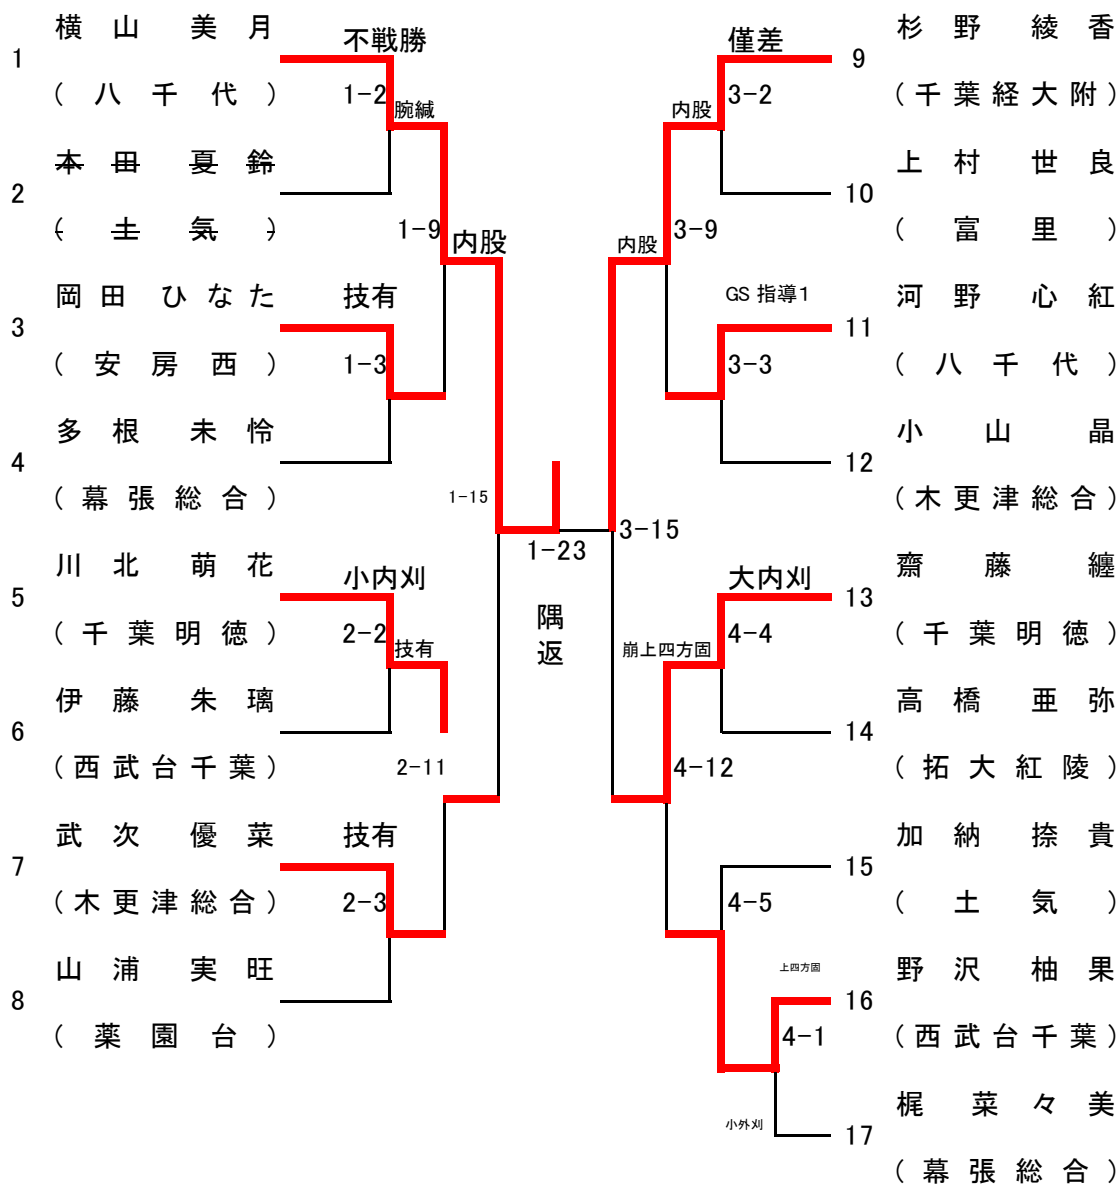 横山美月
不戦勝
1
(八千代)
1-2
腕緘
本田夏鈴
2
(土気)
1-9
内股
岡田ひなた
技有
3
(安房西)
1-3
多根未怜
4
(幕張総合)
1-15
川北萌花
小内刈
5
(千葉明徳)
2-2
技有
伊藤朱璃
6
(西武台千葉)
2-11
武次優菜
技有
7
(木更津総合)
2-3
山浦実旺
8
(薬園台)
1-23
隅返
僅差
杉野綾香
9
3-2
(千葉経大附)
内股
上村世良
10
3-9
(富里)
内股
GS 指導1
河野心紅
11
3-3
(八千代)
小山晶
12
(木更津総合)
3-15
大内刈
齋藤纏
13
4-4
(千葉明徳)
崩上四方固
高橋亜弥
14
4-12
(拓大紅陵)
加納捺貴
15
4-5
(土気)
上四方固
野沢柚果
16
4-1
(西武台千葉)
小外刈
梶菜々美
17
(幕張総合)